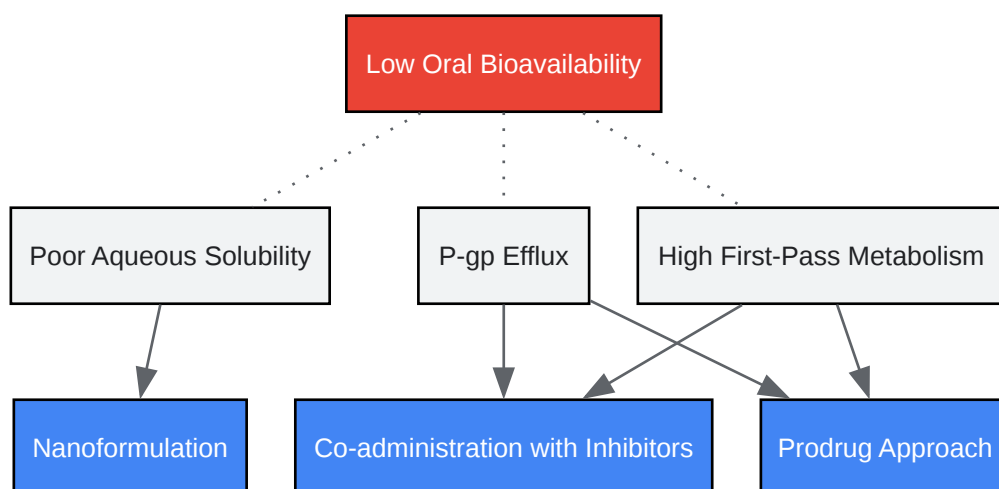 Low Oral Bioavailability
Poor Aqueous Solubility
P-gp Efflux
High First-Pass Metabolism
Nanoformulation
Co-administration with Inhibitors
Prodrug Approach